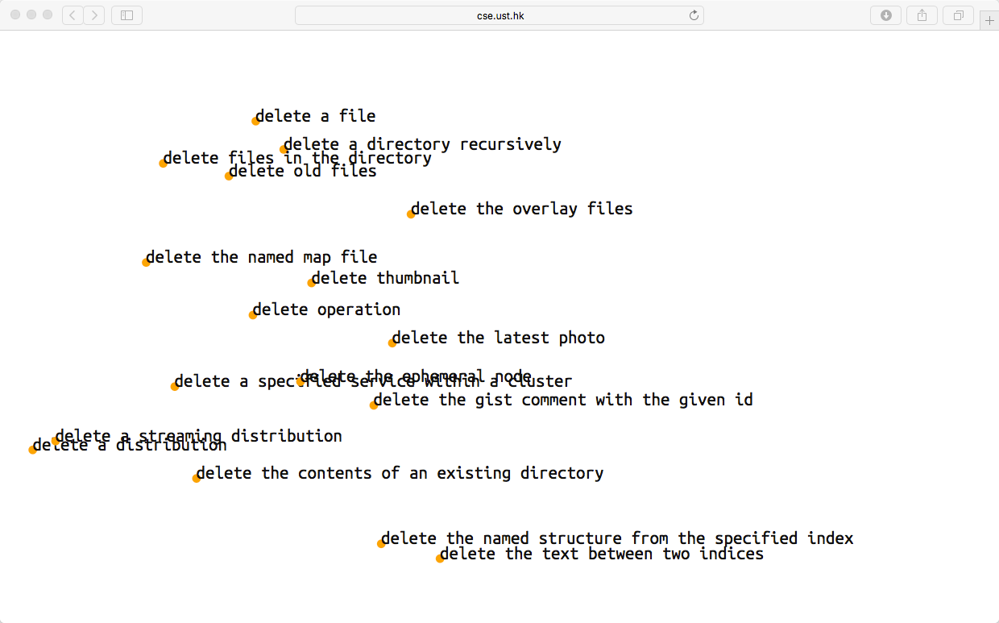 cse.ust.hk
delete a file
delete a directory recursively
delete files in the directory
delete old files
delete the overlay files
delete the named map file
delete thumbnail
delete operation
delete the latest photo
delete the ephemeral node
delete a specified service within a cluster
delete the gist comment with the given id
delete a streaming distribution
delete a distribution
delete the contents of an existing directory
delete the named structure from the specified index
delete the text between two indices